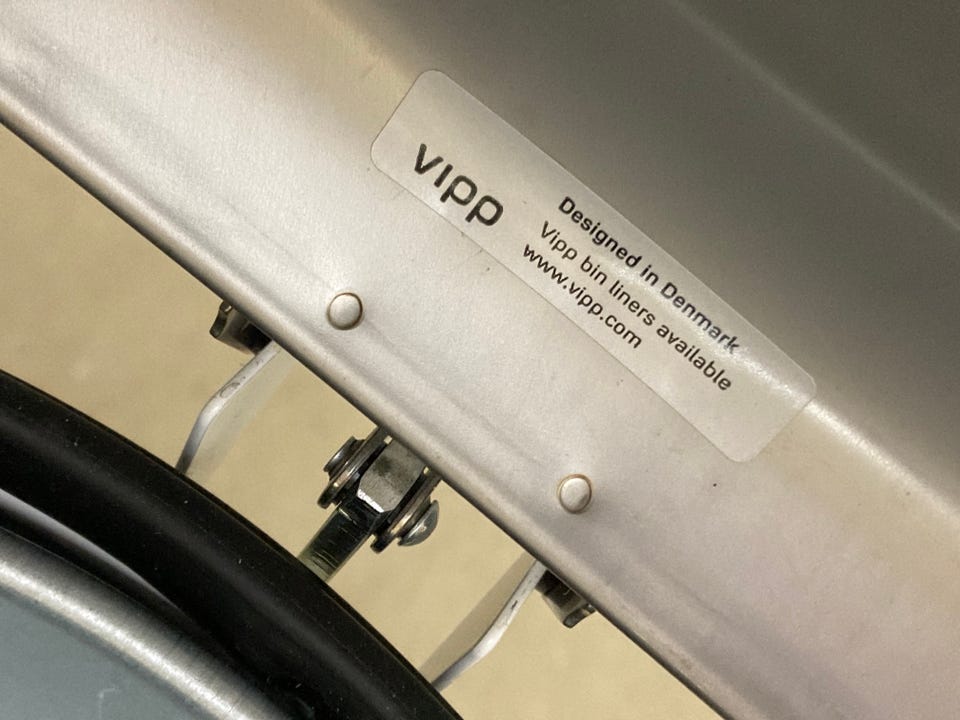 vipp
Designed in Denmark
Vipp bin liners available
www.vipp.com